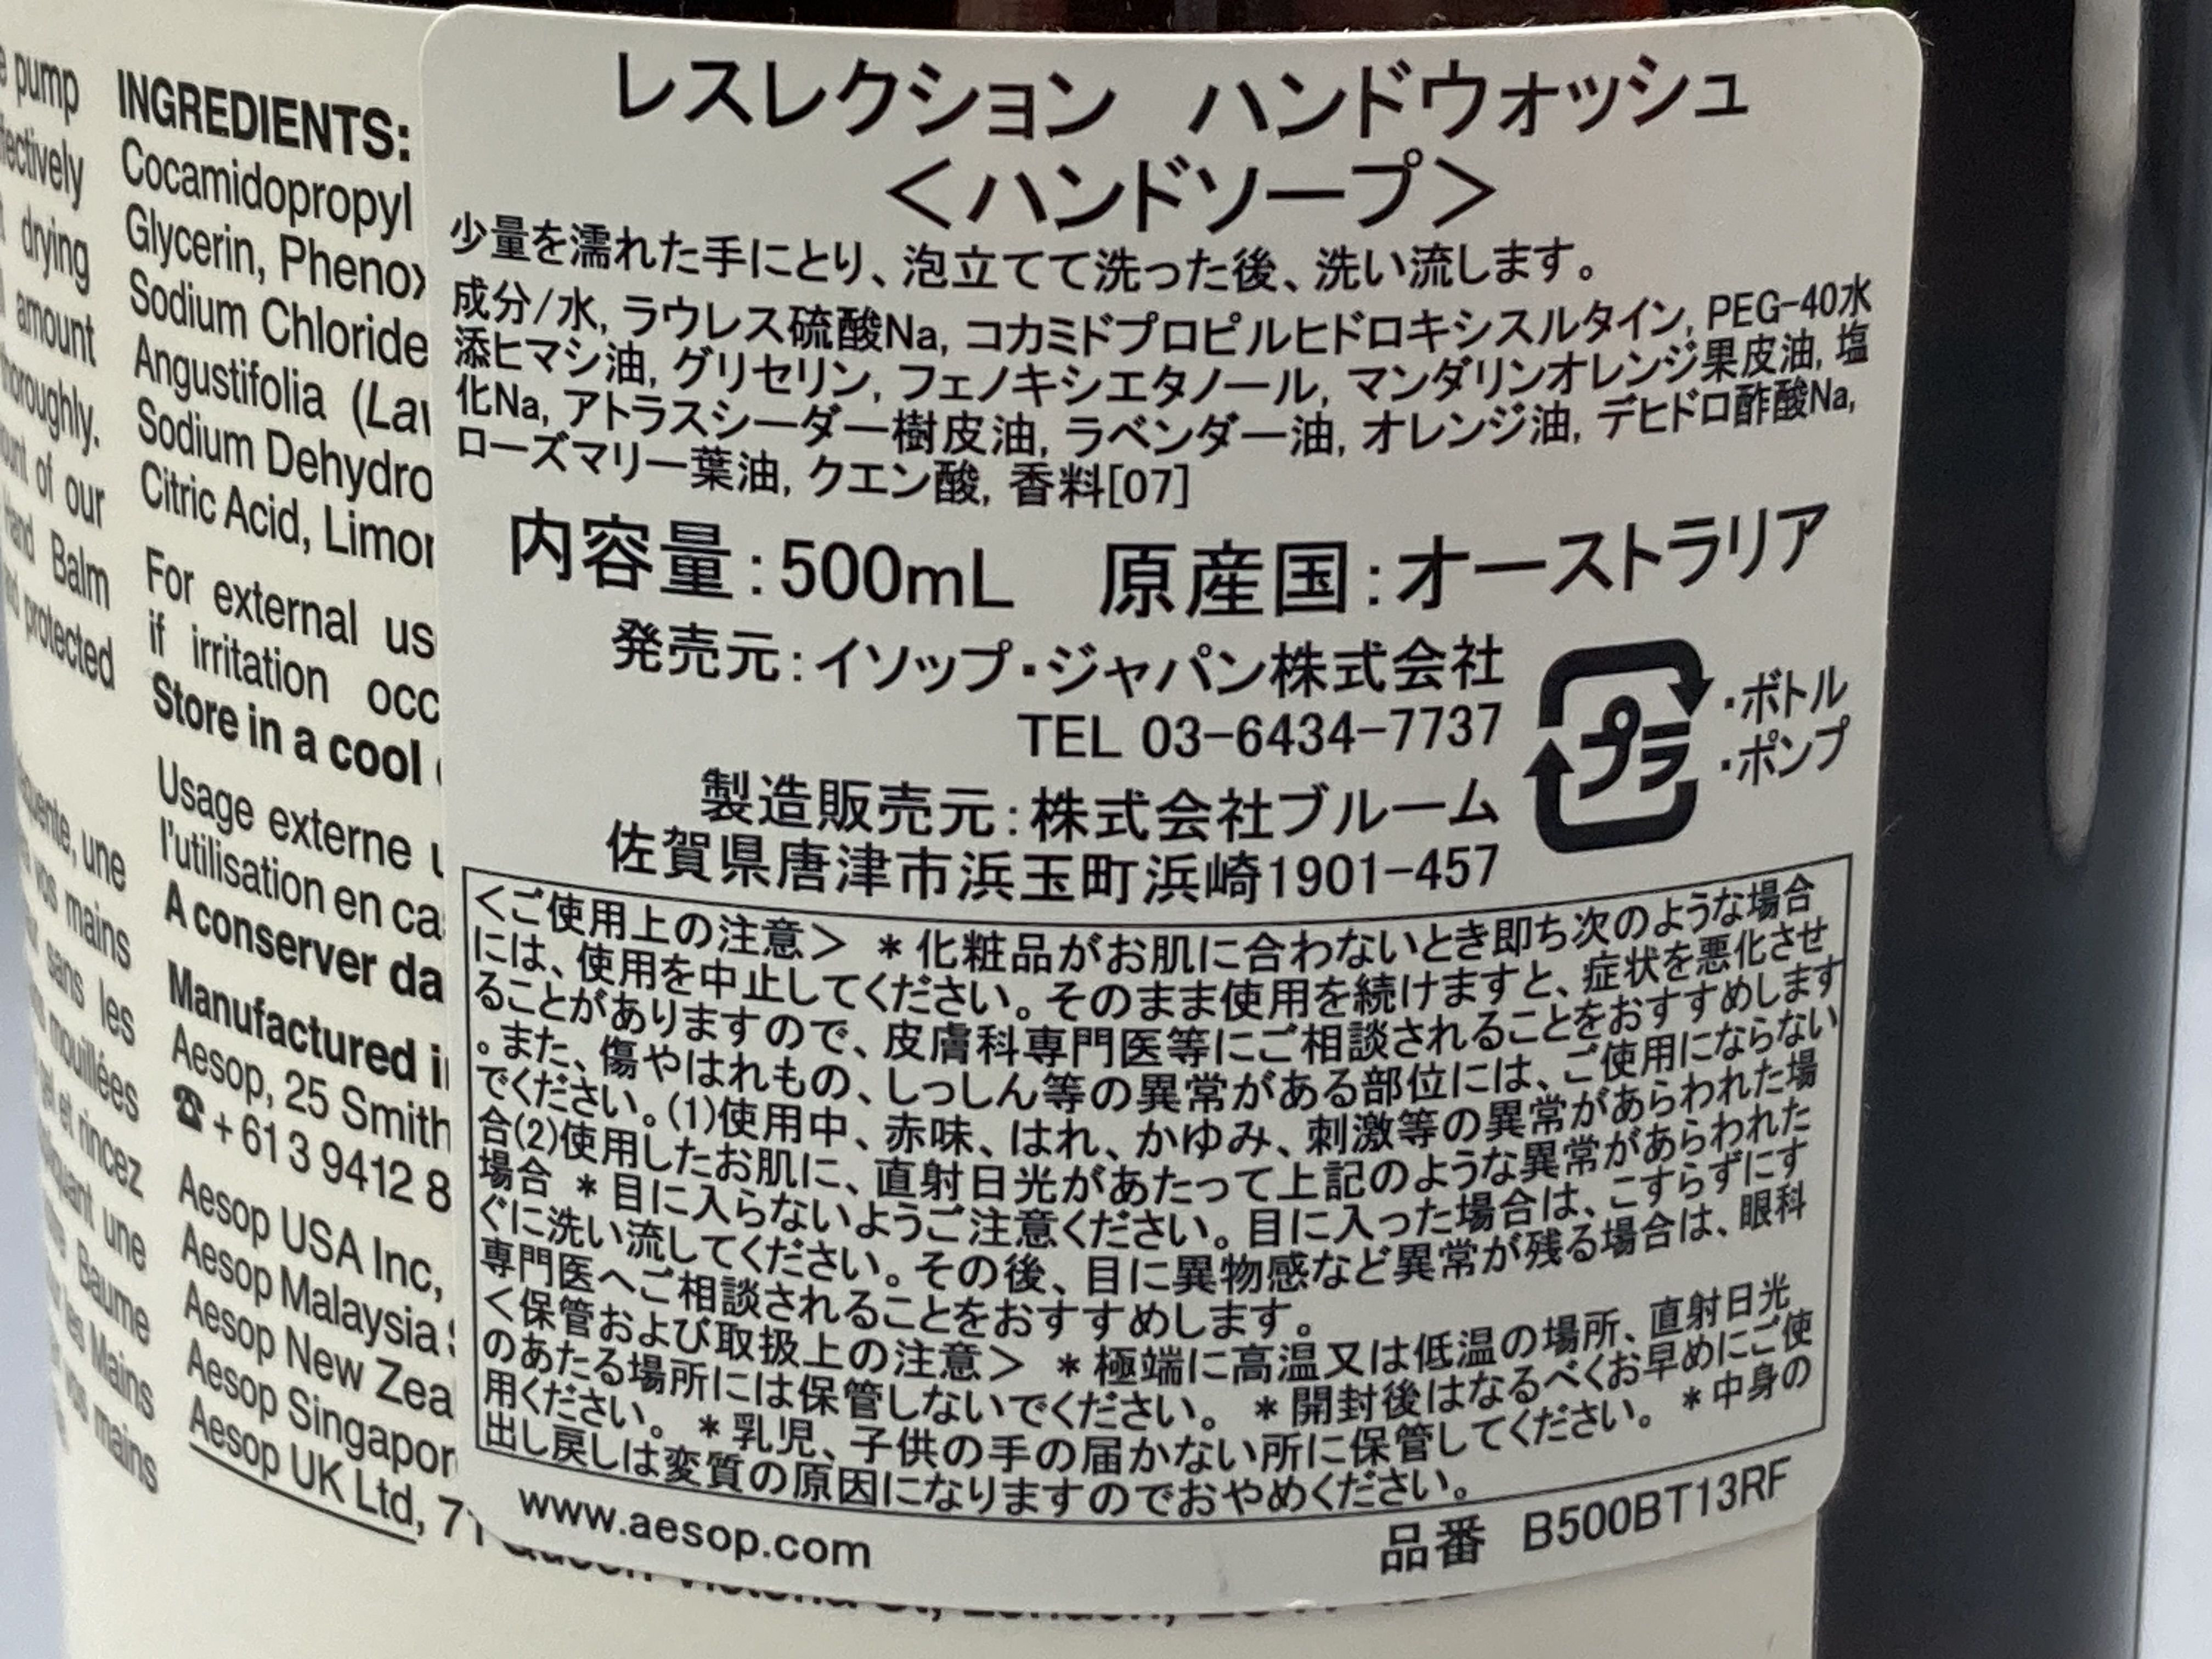 pump
drying
amount
thoroughly.
of our
Balm
protected
INGREDIENTS:
Cocamidopropyl
Glycerin,
Sodium Chloride
Angustifolia
Sodium
Citric Acid,
For external
if irritation
Store in a cool
Usage externe
l'utilisation en
A conserver
Manufactured
Aesop, 25 Smith
☎ + 61 3 9412 8
Aesop USA Inc,
Aesop Malaysia
Aesop New
Aesop
Aesop UK Ltd,
une
vos mains
sans les
mouillées
et rincez
une
Baume
les Mains
vos mains
レスレクション ハンドウォッシュ
＜ハンドソープ＞
少量を濡れた手にとり、泡立てて洗った後、洗い流します。
成分/水, ラウレス硫酸Na, コカミドプロピルヒドロキシスルタイン, PEG-40水
添ヒマシ油, グリセリン, フェノキシエタノール, マンダリンオレンジ果皮油, 塩
化Na, アトラスシーダー樹皮油, ラベンダー油, オレンジ油, デヒドロ酢酸Na,
ローズマリー葉油, クエン酸, 香料[07]
内容量：500mL 原産国：オーストラリア
発売元：イソップ・ジャパン株式会社
TEL 03-6434-7737
プラ
・ボトル
・ポンプ
製造販売元：株式会社ブルーム
佐賀県唐津市浜玉町浜崎1901-457
＜ご使用上の注意＞ ＊化粧品がお肌に合わないとき即ち次のような場合
には、使用を中止してください。そのまま使用を続けますと、症状を悪化させ
ることがありますので、皮膚科専門医等にご相談されることをおすすめします
。また、傷やはれもの、しっしん等の異常がある部位には、ご使用にならない
でください。(1)使用中、赤味、はれ、かゆみ、刺激等の異常があらわれた場
合(2)使用したお肌に、直射日光があたって上記のような異常があらわれた
場合 ＊目に入らないようご注意ください。目に入った場合は、こすらずにす
ぐに洗い流してください。その後、目に異物感など異常が残る場合は、眼科
専門医へご相談されることをおすすめします。
＜保管および取扱上の注意＞ ＊極端に高温又は低温の場所、直射日光
のあたる場所には保管しないでください。 ＊開封後はなるべくお早めにご使
用ください。 ＊乳児、子供の手の届かない所に保管してください。 ＊中身の
出し戻しは変質の原因になりますのでおやめください。
www.aesop.com
品番 B500BT13RF